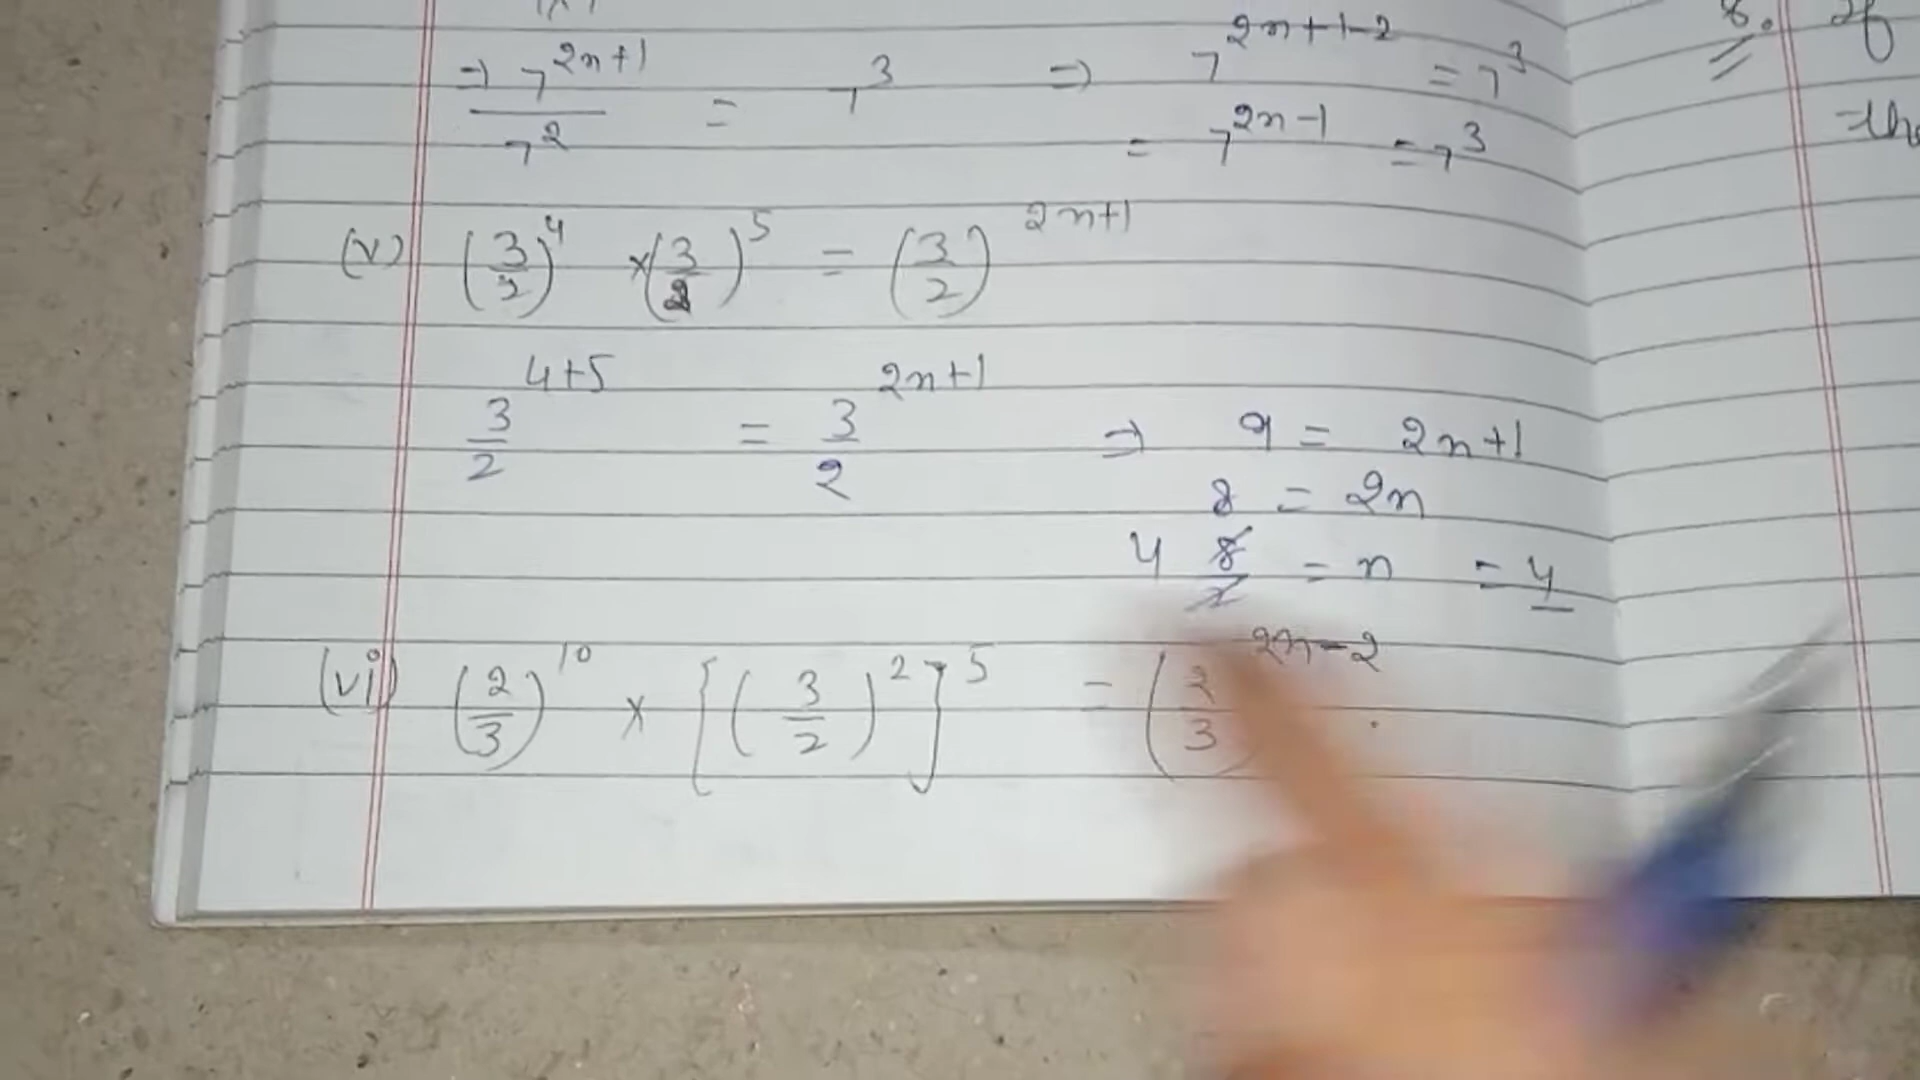 ⇒ 7^(2n+1) / 7^2 = 7^3 ⇒ 7^(2n+1-2) = 7^3
= 7^(2n-1) = 7^3
(v) (3/2)^4 × (3/2)^5 = (3/2)^(2n+1)
3/2^(4+5) = 3/2^(2n+1) ⇒ 9 = 2n+1
8 = 2n
4 8/2 = n = 4
(vi) (2/3)^10 × [(3/2)^2]^5 = (2/3)^(2n-2)
8. If